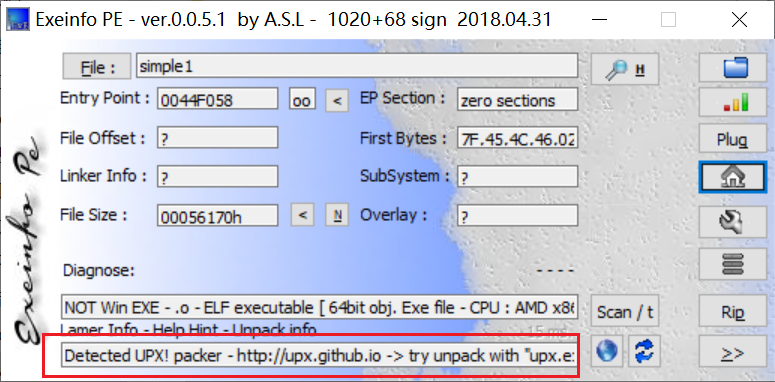 Exeinfo PE - ver.0.0.5.1 by A.S.L - 1020+68 sign 2018.04.31
File : simple1 H
Entry Point : 0044F058 oo < EP Section : zero sections
File Offset : ? First Bytes : 7F.45.4C.46.02 Plug
Linker Info : ? SubSystem : ?
File Size : 00056170h < N Overlay : ?
Diagnose: - - - -
NOT Win EXE - .o - ELF executable [ 64bit obj. Exe file - CPU : AMD x86 Scan / t Rip
Lamer Info - Help Hint - Unpack info 15 ms.
Detected UPX! packer - http://upx.github.io -> try unpack with "upx.e >>
Exeinfo Pe